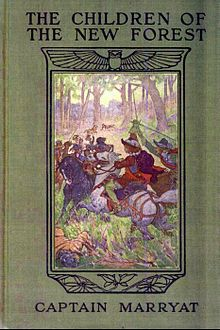 THE CHILDREN OF
THE NEW FOREST
CAPTAIN MARRYAT